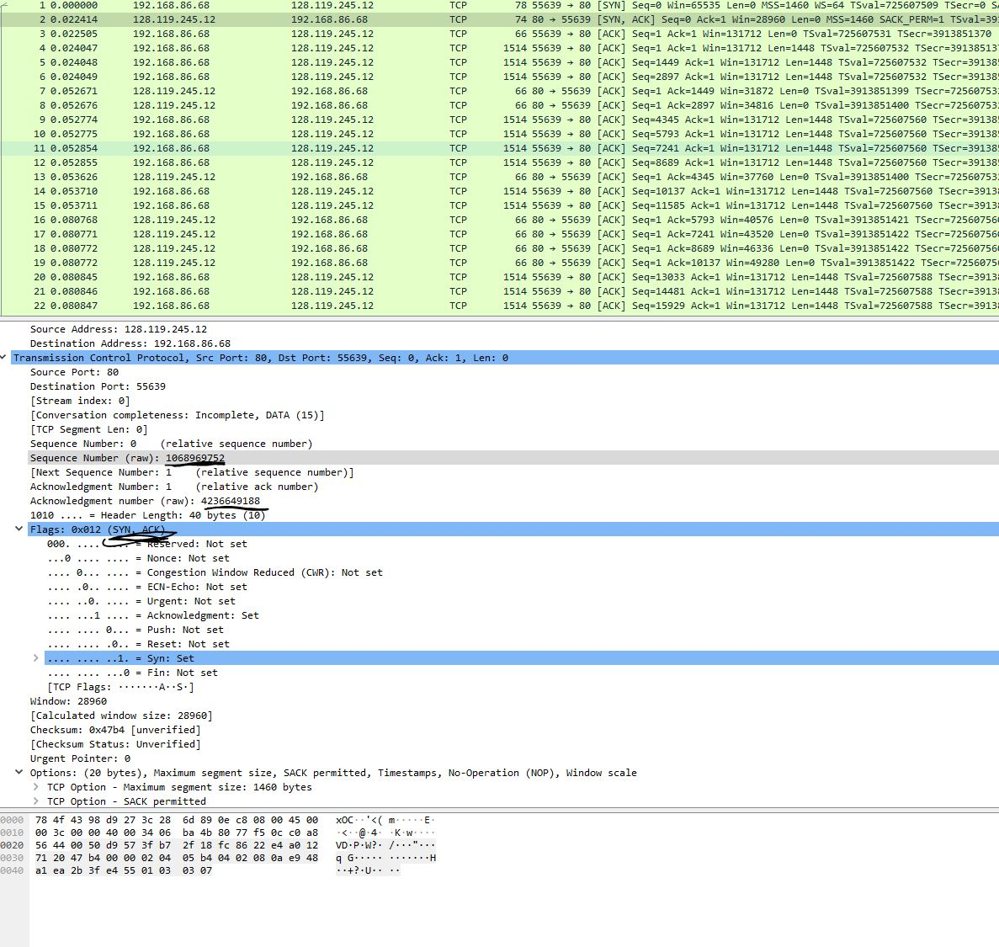 1 0.000000 192.168.86.68 128.119.245.12 TCP 78 55639 → 80 [SYN] Seq=0 Win=65535 Len=0 MSS=1460 WS=64 TSval=725607509 TSecr=0 S
2 0.022414 128.119.245.12 192.168.86.68 TCP 74 80 → 55639 [SYN, ACK] Seq=0 Ack=1 Win=28960 Len=0 MSS=1460 SACK_PERM=1 TSval=391
3 0.022505 192.168.86.68 128.119.245.12 TCP 66 55639 → 80 [ACK] Seq=1 Ack=1 Win=131712 Len=0 TSval=725607531 TSecr=3913851370
4 0.024047 192.168.86.68 128.119.245.12 TCP 1514 55639 → 80 [ACK] Seq=1 Ack=1 Win=131712 Len=1448 TSval=725607532 TSecr=391385137
5 0.024048 192.168.86.68 128.119.245.12 TCP 1514 55639 → 80 [ACK] Seq=1449 Ack=1 Win=131712 Len=1448 TSval=725607532 TSecr=39138
6 0.024049 192.168.86.68 128.119.245.12 TCP 1514 55639 → 80 [ACK] Seq=2897 Ack=1 Win=131712 Len=1448 TSval=725607532 TSecr=39138
7 0.052671 128.119.245.12 192.168.86.68 TCP 66 80 → 55639 [ACK] Seq=1 Ack=1449 Win=31872 Len=0 TSval=3913851399 TSecr=725607532
8 0.052676 128.119.245.12 192.168.86.68 TCP 66 80 → 55639 [ACK] Seq=1 Ack=2897 Win=34816 Len=0 TSval=3913851400 TSecr=725607532
9 0.052774 192.168.86.68 128.119.245.12 TCP 1514 55639 → 80 [ACK] Seq=4345 Ack=1 Win=131712 Len=1448 TSval=725607560 TSecr=39138
10 0.052775 192.168.86.68 128.119.245.12 TCP 1514 55639 → 80 [ACK] Seq=5793 Ack=1 Win=131712 Len=1448 TSval=725607560 TSecr=39138
11 0.052854 192.168.86.68 128.119.245.12 TCP 1514 55639 → 80 [ACK] Seq=7241 Ack=1 Win=131712 Len=1448 TSval=725607560 TSecr=39138
12 0.052855 192.168.86.68 128.119.245.12 TCP 1514 55639 → 80 [ACK] Seq=8689 Ack=1 Win=131712 Len=1448 TSval=725607560 TSecr=39138
13 0.053626 128.119.245.12 192.168.86.68 TCP 66 80 → 55639 [ACK] Seq=1 Ack=4345 Win=37760 Len=0 TSval=3913851400 TSecr=725607532
14 0.053710 192.168.86.68 128.119.245.12 TCP 1514 55639 → 80 [ACK] Seq=10137 Ack=1 Win=131712 Len=1448 TSval=725607560 TSecr=3913
15 0.053711 192.168.86.68 128.119.245.12 TCP 1514 55639 → 80 [ACK] Seq=11585 Ack=1 Win=131712 Len=1448 TSval=725607560 TSecr=3913
16 0.080768 128.119.245.12 192.168.86.68 TCP 66 80 → 55639 [ACK] Seq=1 Ack=5793 Win=40576 Len=0 TSval=3913851421 TSecr=725607560
17 0.080771 128.119.245.12 192.168.86.68 TCP 66 80 → 55639 [ACK] Seq=1 Ack=7241 Win=43520 Len=0 TSval=3913851422 TSecr=725607560
18 0.080772 128.119.245.12 192.168.86.68 TCP 66 80 → 55639 [ACK] Seq=1 Ack=8689 Win=46336 Len=0 TSval=3913851422 TSecr=725607560
19 0.080772 128.119.245.12 192.168.86.68 TCP 66 80 → 55639 [ACK] Seq=1 Ack=10137 Win=49280 Len=0 TSval=3913851422 TSecr=72560756
20 0.080845 192.168.86.68 128.119.245.12 TCP 1514 55639 → 80 [ACK] Seq=13033 Ack=1 Win=131712 Len=1448 TSval=725607588 TSecr=3913
21 0.080846 192.168.86.68 128.119.245.12 TCP 1514 55639 → 80 [ACK] Seq=14481 Ack=1 Win=131712 Len=1448 TSval=725607588 TSecr=3913
22 0.080847 192.168.86.68 128.119.245.12 TCP 1514 55639 → 80 [ACK] Seq=15929 Ack=1 Win=131712 Len=1448 TSval=725607588 TSecr=3913
Source Address: 128.119.245.12
Destination Address: 192.168.86.68
Transmission Control Protocol, Src Port: 80, Dst Port: 55639, Seq: 0, Ack: 1, Len: 0
Source Port: 80
Destination Port: 55639
[Stream index: 0]
[Conversation completeness: Incomplete, DATA (15)]
[TCP Segment Len: 0]
Sequence Number: 0 (relative sequence number)
Sequence Number (raw): 1068969752
[Next Sequence Number: 1 (relative sequence number)]
Acknowledgment Number: 1 (relative ack number)
Acknowledgment number (raw): 4236649188
1010 .... = Header Length: 40 bytes (10)
Flags: 0x012 (SYN, ACK)
000. .... .... = Reserved: Not set
...0 .... .... = Nonce: Not set
.... 0... .... = Congestion Window Reduced (CWR): Not set
.... .0.. .... = ECN-Echo: Not set
.... ..0. .... = Urgent: Not set
.... ...1 .... = Acknowledgment: Set
.... .... 0... = Push: Not set
.... .... .0.. = Reset: Not set
.... .... ..1. = Syn: Set
.... .... ...0 = Fin: Not set
[TCP Flags: ·······A··S·]
Window: 28960
[Calculated window size: 28960]
Checksum: 0x47b4 [unverified]
[Checksum Status: Unverified]
Urgent Pointer: 0
Options: (20 bytes), Maximum segment size, SACK permitted, Timestamps, No-Operation (NOP), Window scale
TCP Option - Maximum segment size: 1460 bytes
TCP Option - SACK permitted
0000 78 4f 43 98 d9 27 3c 28 6d 89 0e c8 08 00 45 00 xOC··'<( m·····E·
0010 00 3c 00 00 40 00 34 06 ba 4b 80 77 f5 0c c0 a8 ·<··@·4· ·K·w····
0020 56 44 00 50 d9 57 3f b7 2f 18 fc 86 22 e4 a0 12 VD·P·W?· /···"···
0030 71 20 47 b4 00 00 02 04 05 b4 04 02 08 0a e9 48 q G····· ·······H
0040 a1 ea 2b 3f e4 55 01 03 03 07 ··+?·U·· ··